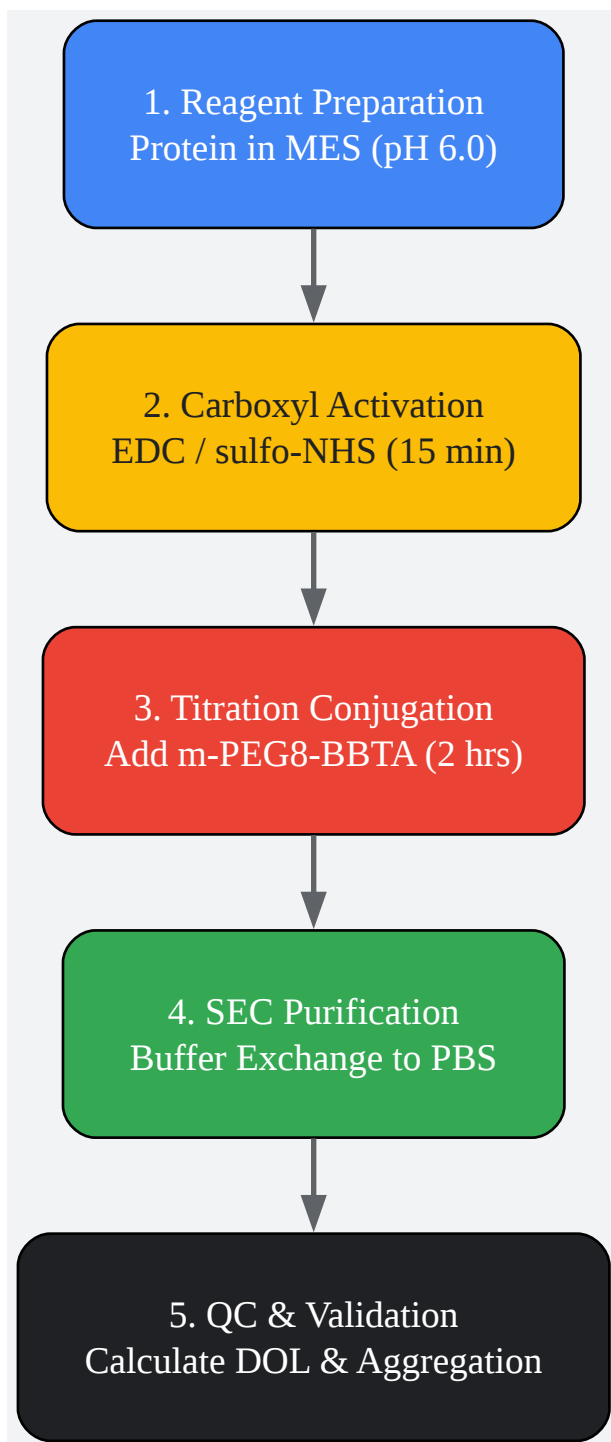 1. Reagent Preparation
Protein in MES (pH 6.0)
2. Carboxyl Activation
EDC / sulfo-NHS (15 min)
3. Titration Conjugation
Add m-PEG8-BBTA (2 hrs)
4. SEC Purification
Buffer Exchange to PBS
5. QC & Validation
Calculate DOL & Aggregation